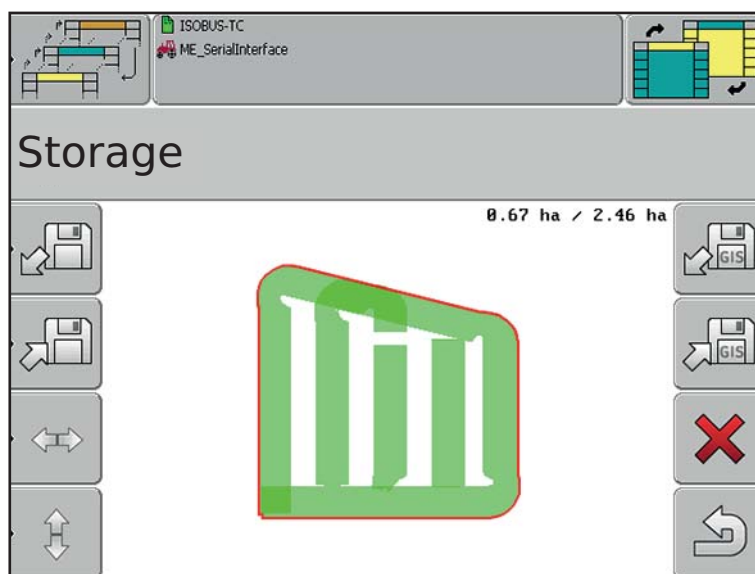 ISOBUS-TC
ME_SerialInterface
Storage
0.67 ha / 2.46 ha
GIS
GIS